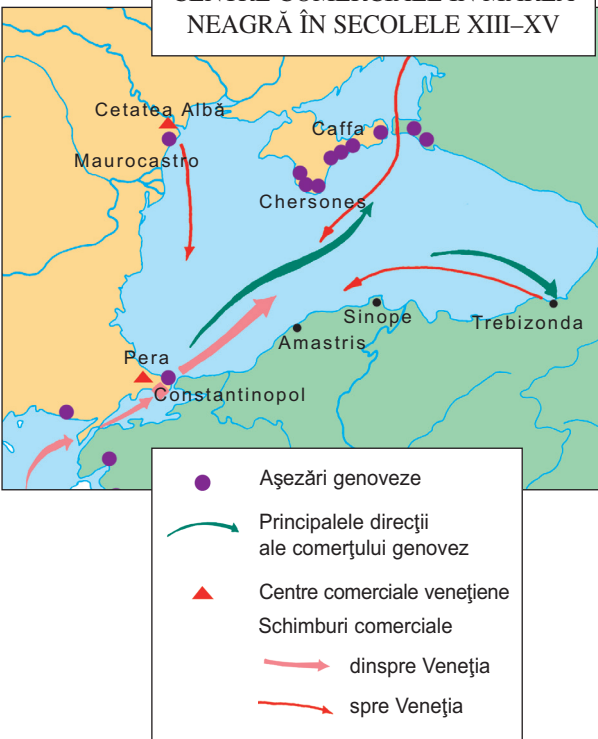 NEAGRĂ ÎN SECOLELE XIII–XV
Cetatea Albă
Maurocastro
Caffa
Chersones
Sinope
Trebizonda
Amastris
Pera
Constantinopol
Aşezări genoveze
Principalele direcţii
ale comerţului genovez
Centre comerciale veneţiene
Schimburi comerciale
dinspre Veneţia
spre Veneţia